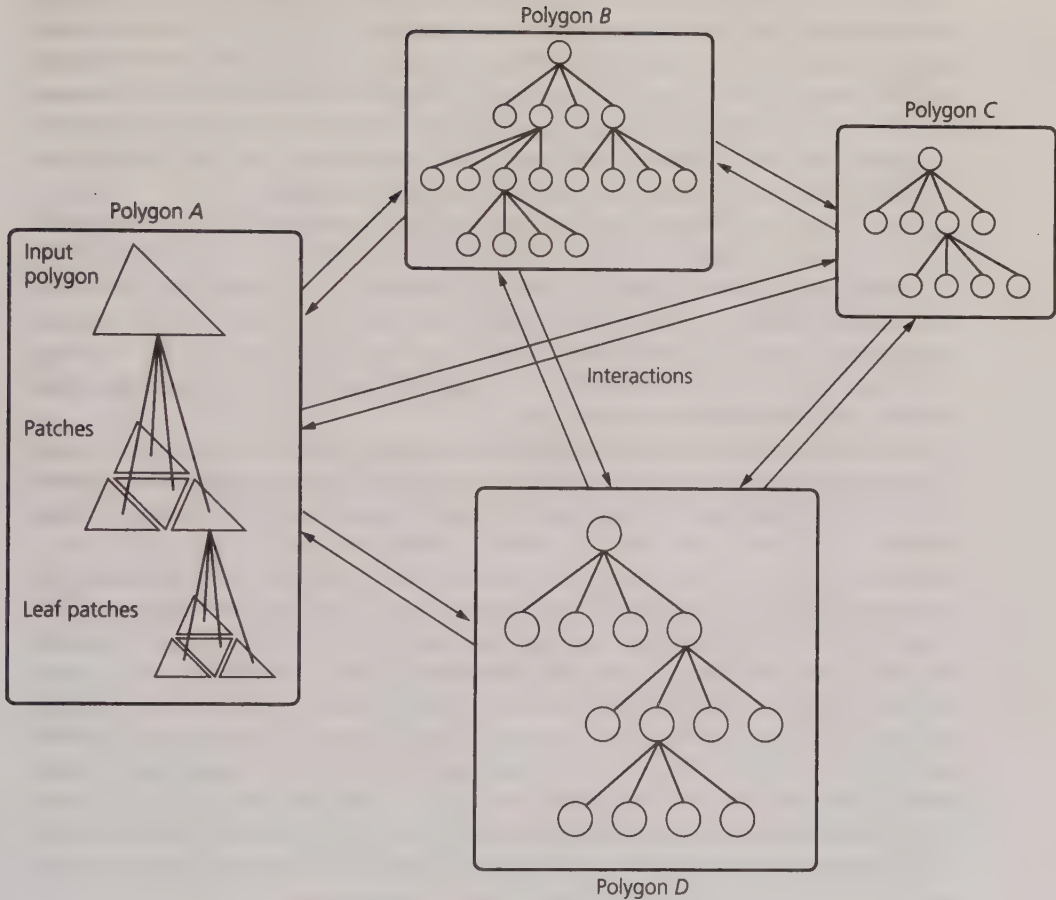 Polygon B
Polygon C
Polygon A
Input
polygon
Interactions
Patches
Leaf patches
Polygon D